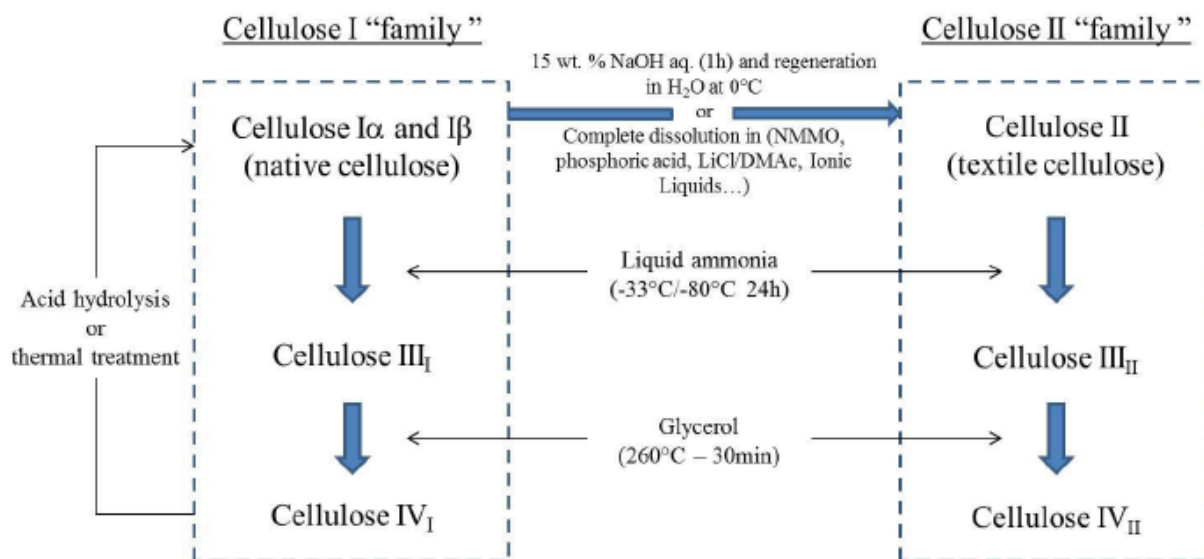 Cellulose I “family”
Cellulose II “family”
15 wt. % NaOH aq. (1h) and regeneration
in H₂O at 0°C
or
Complete dissolution in (NMMO,
phosphoric acid, LiCl/DMAc, Ionic
Liquids…)
Cellulose Iα and Iβ
(native cellulose)
Cellulose II
(textile cellulose)
Liquid ammonia
(-33°C/-80°C 24h)
Acid hydrolysis
or
thermal treatment
Cellulose III_I
Cellulose III_II
Glycerol
(260°C – 30min)
Cellulose IV_I
Cellulose IV_II